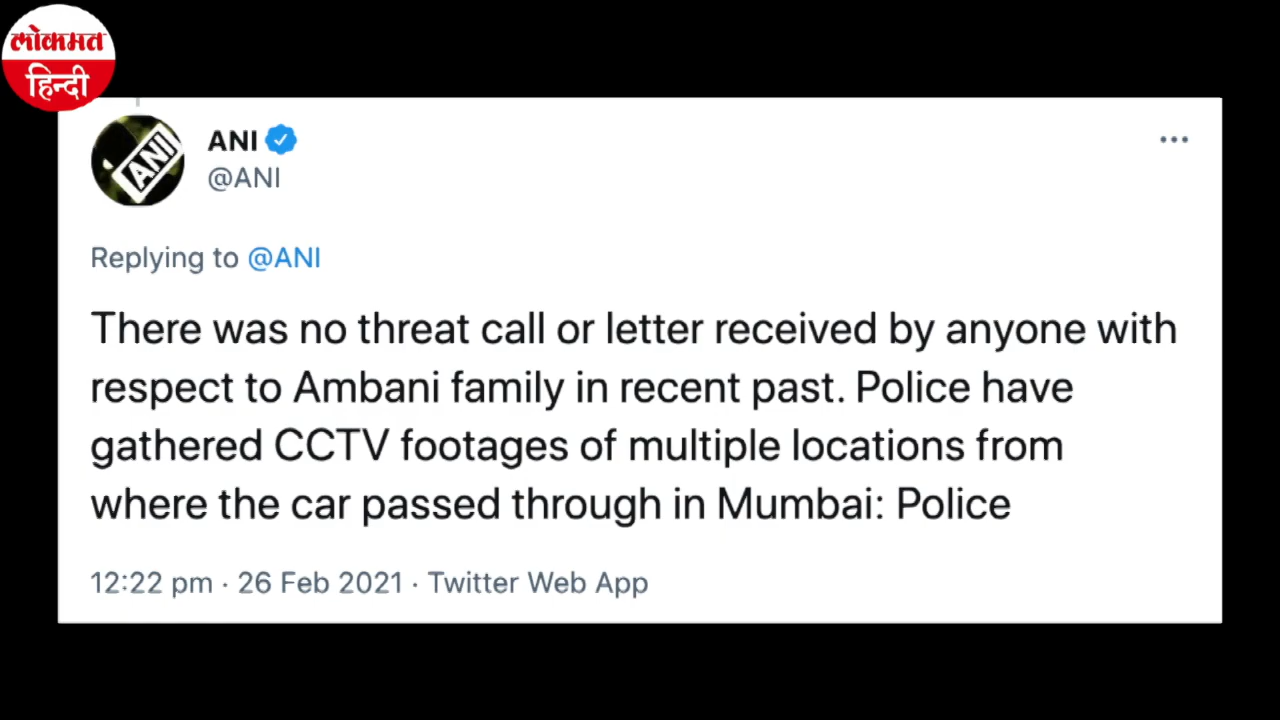 लोकमत
हिन्दी
ANI
ANI
@ANI
Replying to @ANI
There was no threat call or letter received by anyone with
respect to Ambani family in recent past. Police have
gathered CCTV footages of multiple locations from
where the car passed through in Mumbai: Police
12:22 pm · 26 Feb 2021 · Twitter Web App